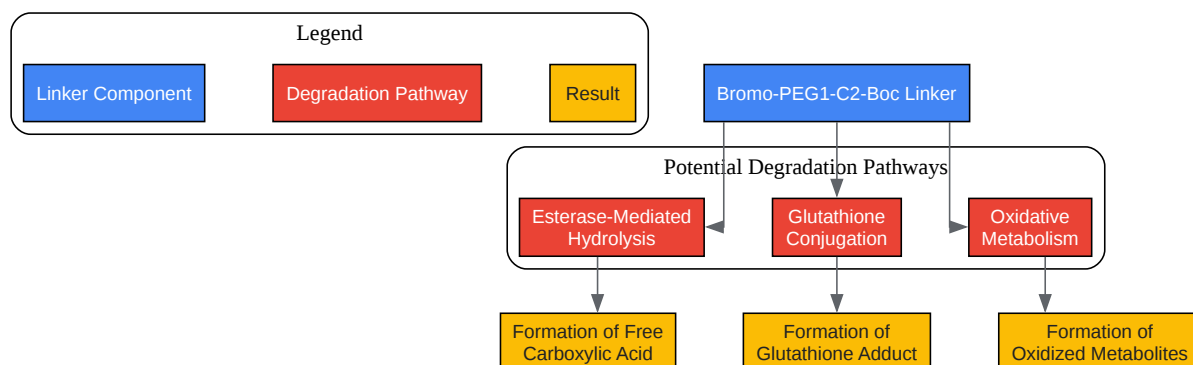 Legend
Linker Component
Degradation Pathway
Result
Bromo-PEG1-C2-Boc Linker
Potential Degradation Pathways
Esterase-Mediated
Hydrolysis
Glutathione
Conjugation
Oxidative
Metabolism
Formation of Free
Carboxylic Acid
Formation of
Glutathione Adduct
Formation of
Oxidized Metabolites